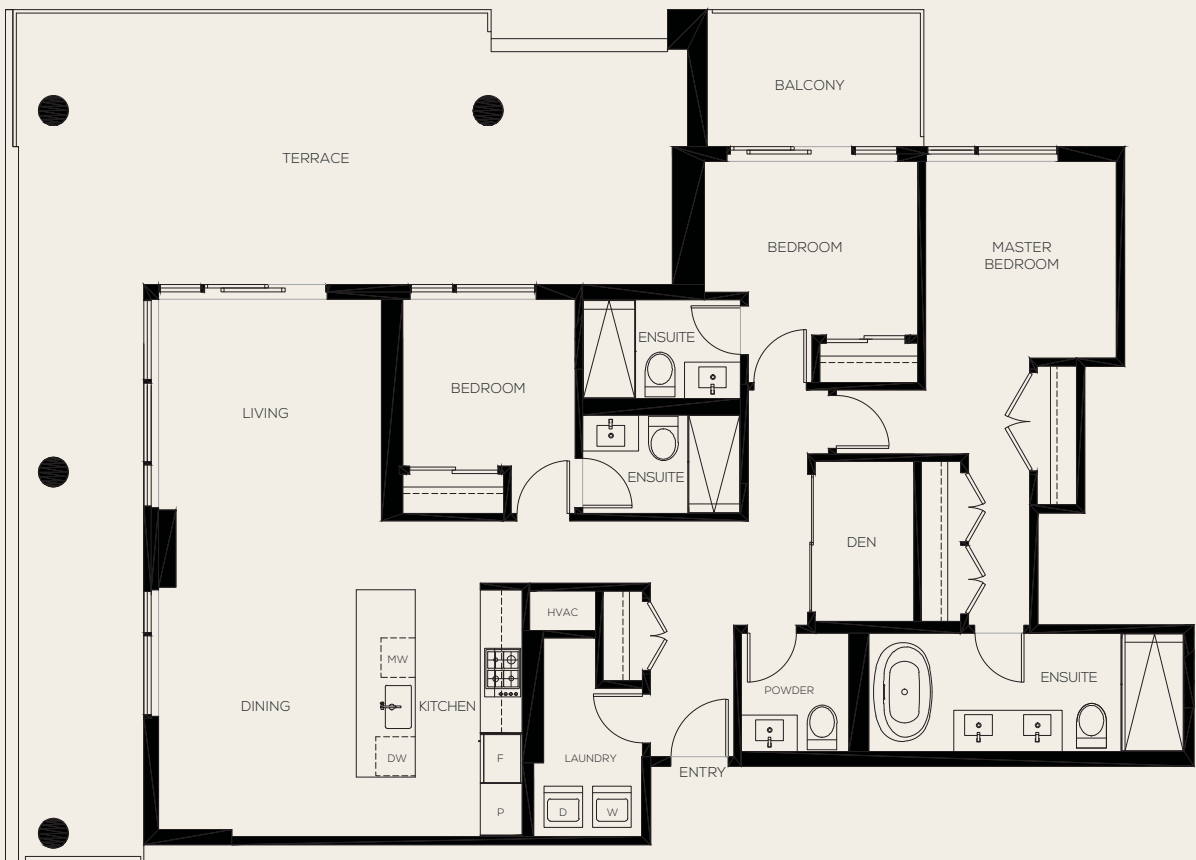 BALCONY
TERRACE
BEDROOM
MASTER
BEDROOM
ENSUITE
BEDROOM
LIVING
ENSUITE
DEN
HVAC
MW
ENSUITE
POWDER
DINING
KITCHEN
DW
F
LAUNDRY
ENTRY
P
D
W